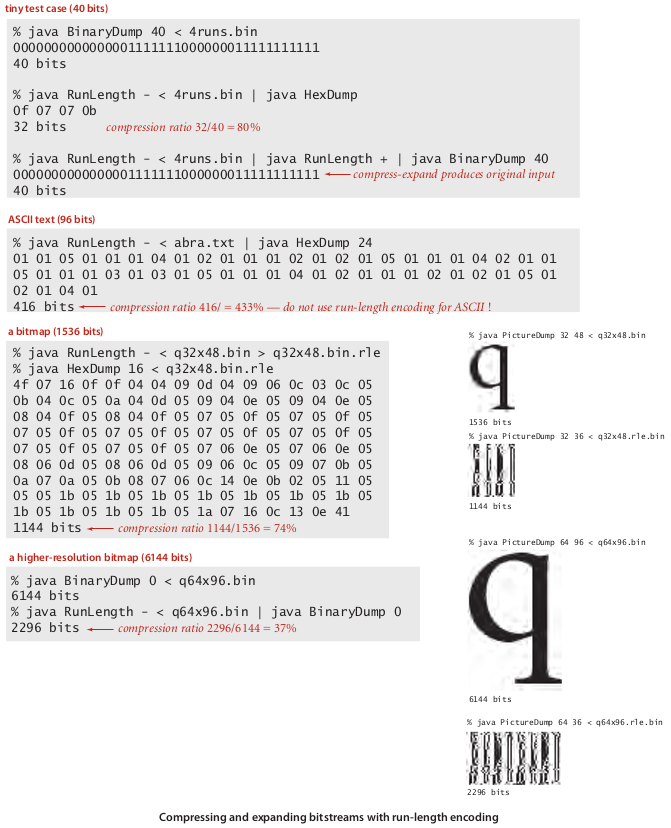 tiny test case (40 bits)
% java BinaryDump 40 < 4runs.bin
0000000000000001111111000000011111111111
40 bits
% java RunLength - < 4runs.bin | java HexDump
0f 07 07 0b
32 bits compression ratio 32/40 = 80%
% java RunLength - < 4runs.bin | java RunLength + | java BinaryDump 40
0000000000000001111111000000011111111111 compress-expand produces original input
40 bits
ASCII text (96 bits)
% java RunLength - < abra.txt | java HexDump 24
01 01 05 01 01 01 04 01 02 01 01 01 02 01 02 01 05 01 01 01 04 02 01 01
05 01 01 01 03 01 03 01 05 01 01 01 04 01 02 01 01 01 02 01 02 01 05 01
02 01 04 01
416 bits compression ratio 416/ = 433% — do not use run-length encoding for ASCII !
a bitmap (1536 bits)
% java RunLength - < q32x48.bin > q32x48.bin.rle
% java HexDump 16 < q32x48.bin.rle
4f 07 16 0f 0f 04 04 09 0d 04 09 06 0c 03 0c 05
0b 04 0c 05 0a 04 0d 05 09 04 0e 05 09 04 0e 05
08 04 0f 05 08 04 0f 05 07 05 0f 05 07 05 0f 05
07 05 0f 05 07 05 0f 05 07 05 0f 05 07 05 0f 05
07 05 0f 05 07 05 0f 05 07 06 0e 05 07 06 0e 05
08 06 0d 05 08 06 0d 05 09 06 0c 05 09 07 0b 05
0a 07 0a 05 0b 08 07 06 0c 14 0e 0b 02 05 11 05
05 05 1b 05 1b 05 1b 05 1b 05 1b 05 1b 05 1b 05
1b 05 1b 05 1b 05 1b 05 1a 07 16 0c 13 0e 41
1144 bits compression ratio 1144/1536 = 74%
a higher-resolution bitmap (6144 bits)
% java BinaryDump 0 < q64x96.bin
6144 bits
% java RunLength - < q64x96.bin | java BinaryDump 0
2296 bits compression ratio 2296/6144 = 37%
% java PictureDump 32 48 < q32x48.bin
q
1536 bits
% java PictureDump 32 36 < q32x48.rle.bin
1144 bits
% java PictureDump 64 96 < q64x96.bin
q
6144 bits
% java PictureDump 64 36 < q64x96.rle.bin
2296 bits
Compressing and expanding bitstreams with run-length encoding